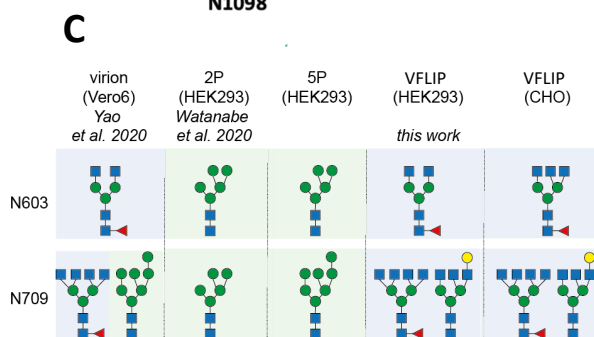 N1098
C
virion 2P 5P VFLIP VFLIP
(Vero6) (HEK293) (HEK293) (HEK293) (CHO)
Yao Watanabe
et al. 2020 et al. 2020 this work
N603
N709